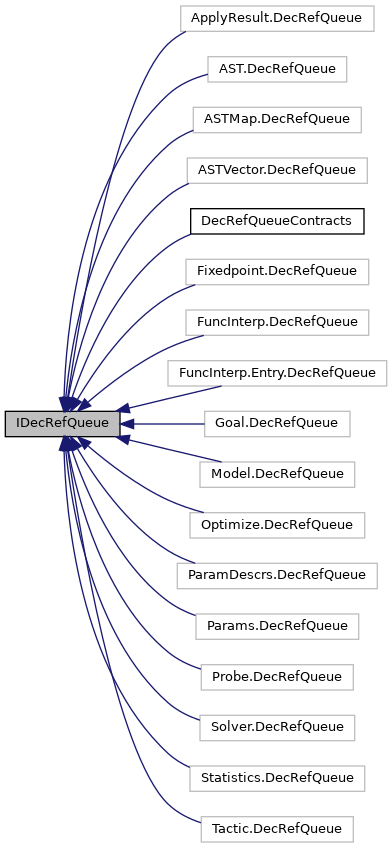 ApplyResult.DecRefQueue
AST.DecRefQueue
ASTMap.DecRefQueue
ASTVector.DecRefQueue
DecRefQueueContracts
Fixedpoint.DecRefQueue
FuncInterp.DecRefQueue
FuncInterp.Entry.DecRefQueue
IDecRefQueue
Goal.DecRefQueue
Model.DecRefQueue
Optimize.DecRefQueue
ParamDescrs.DecRefQueue
Params.DecRefQueue
Probe.DecRefQueue
Solver.DecRefQueue
Statistics.DecRefQueue
Tactic.DecRefQueue